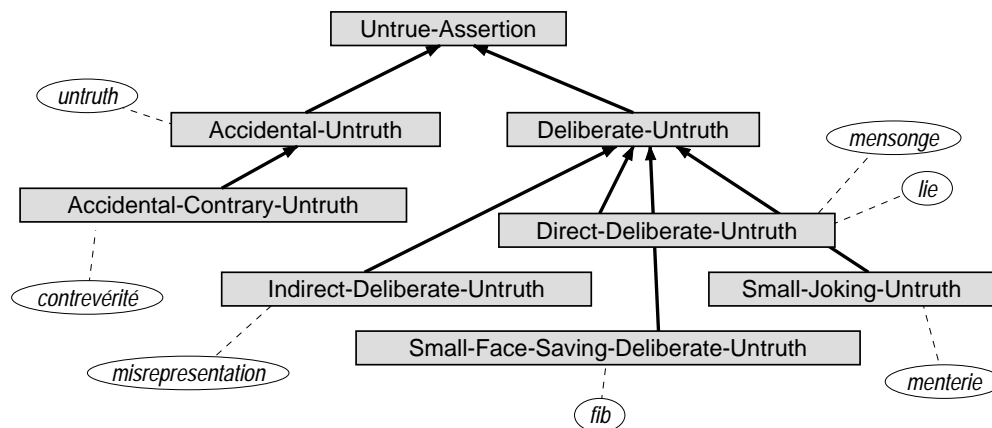 Untrue-Assertion
untruth
Accidental-Untruth
Deliberate-Untruth
mensonge
lie
Accidental-Contrary-Untruth
Direct-Deliberate-Untruth
contrevérité
Indirect-Deliberate-Untruth
Small-Joking-Untruth
Small-Face-Saving-Deliberate-Untruth
misrepresentation
menterie
fib